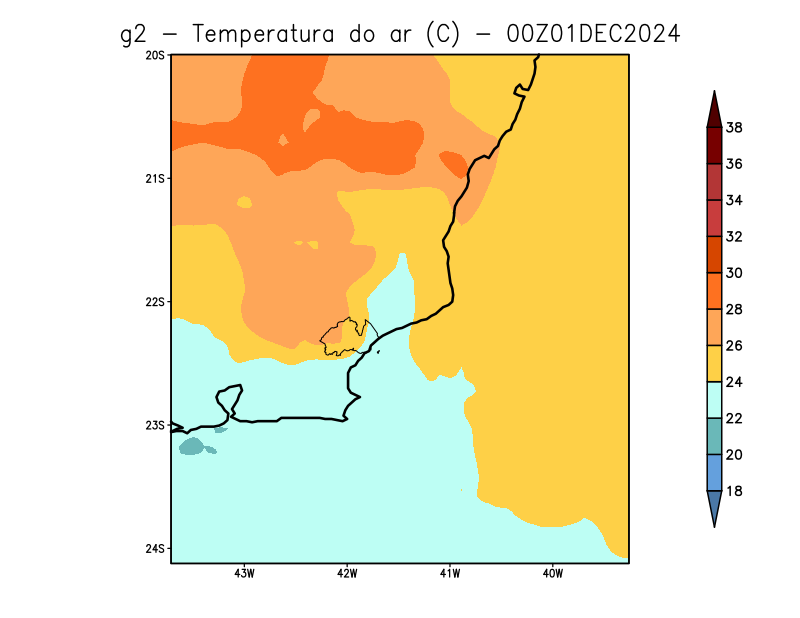 g2 – Temperatura do ar (C) – 00Z01DEC2024
20S
21S
22S
23S
24S
43W
42W
41W
40W
38
36
34
32
30
28
26
24
22
20
18